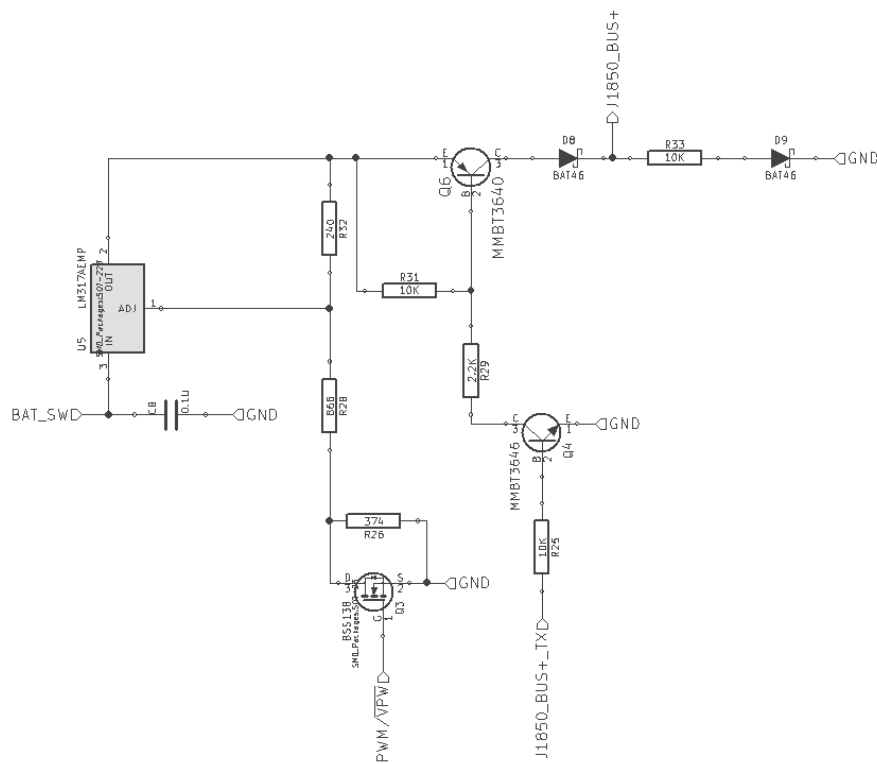 J1850_BUS+
D8
BAT46
R33
10K
D9
BAT46
GND
E
1
C
3
B
2
Q6
MMBT3640
240
R32
LM317AEMP
U5
2
OUT
ADJ
1
IN
3
R31
10K
2.2K
R29
866
R28
BAT_SW
C8
0.1U
GND
C
3
E
1
B
2
Q4
GND
MMBT3646
10K
R25
374
R26
D
3
S
2
G
1
Q3
GND
BSS138
PWM/VPW
J1850_BUS+_TX